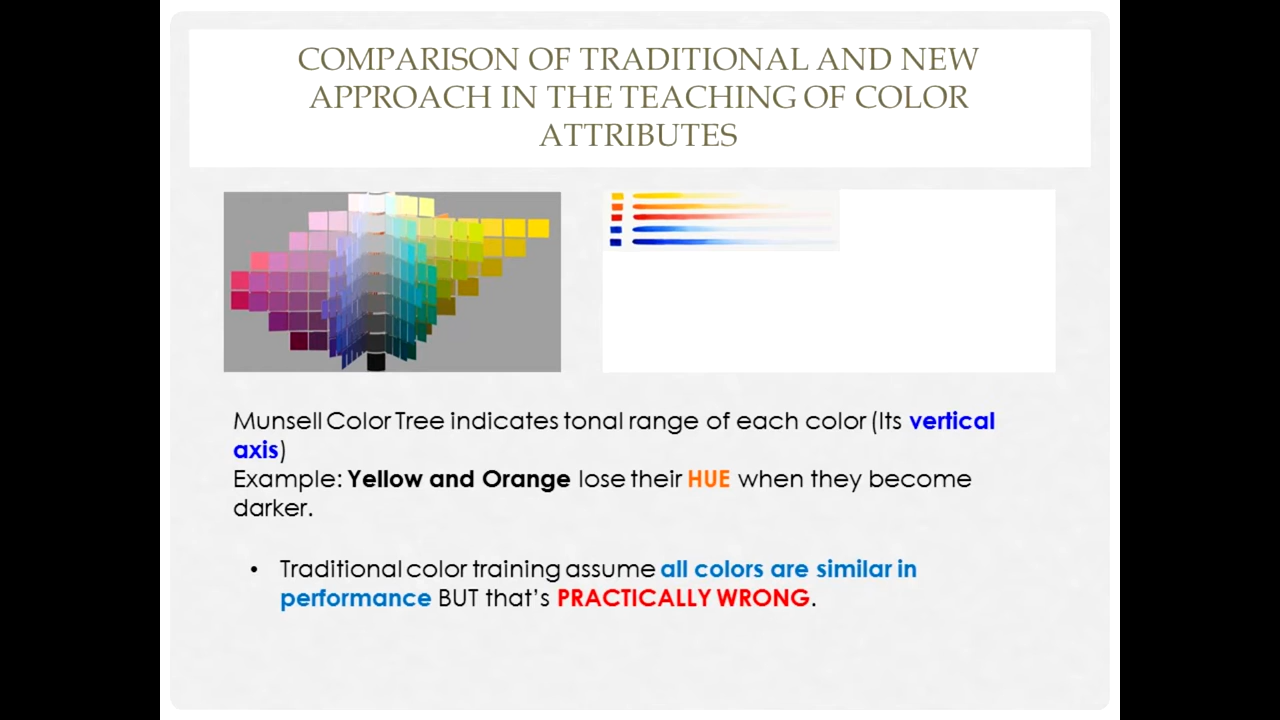 COMPARISON OF TRADITIONAL AND NEW
APPROACH IN THE TEACHING OF COLOR
ATTRIBUTES
Munsell Color Tree indicates tonal range of each color (Its vertical
axis)
Example: Yellow and Orange lose their HUE when they become
darker.
• Traditional color training assume all colors are similar in
performance BUT that's PRACTICALLY WRONG.